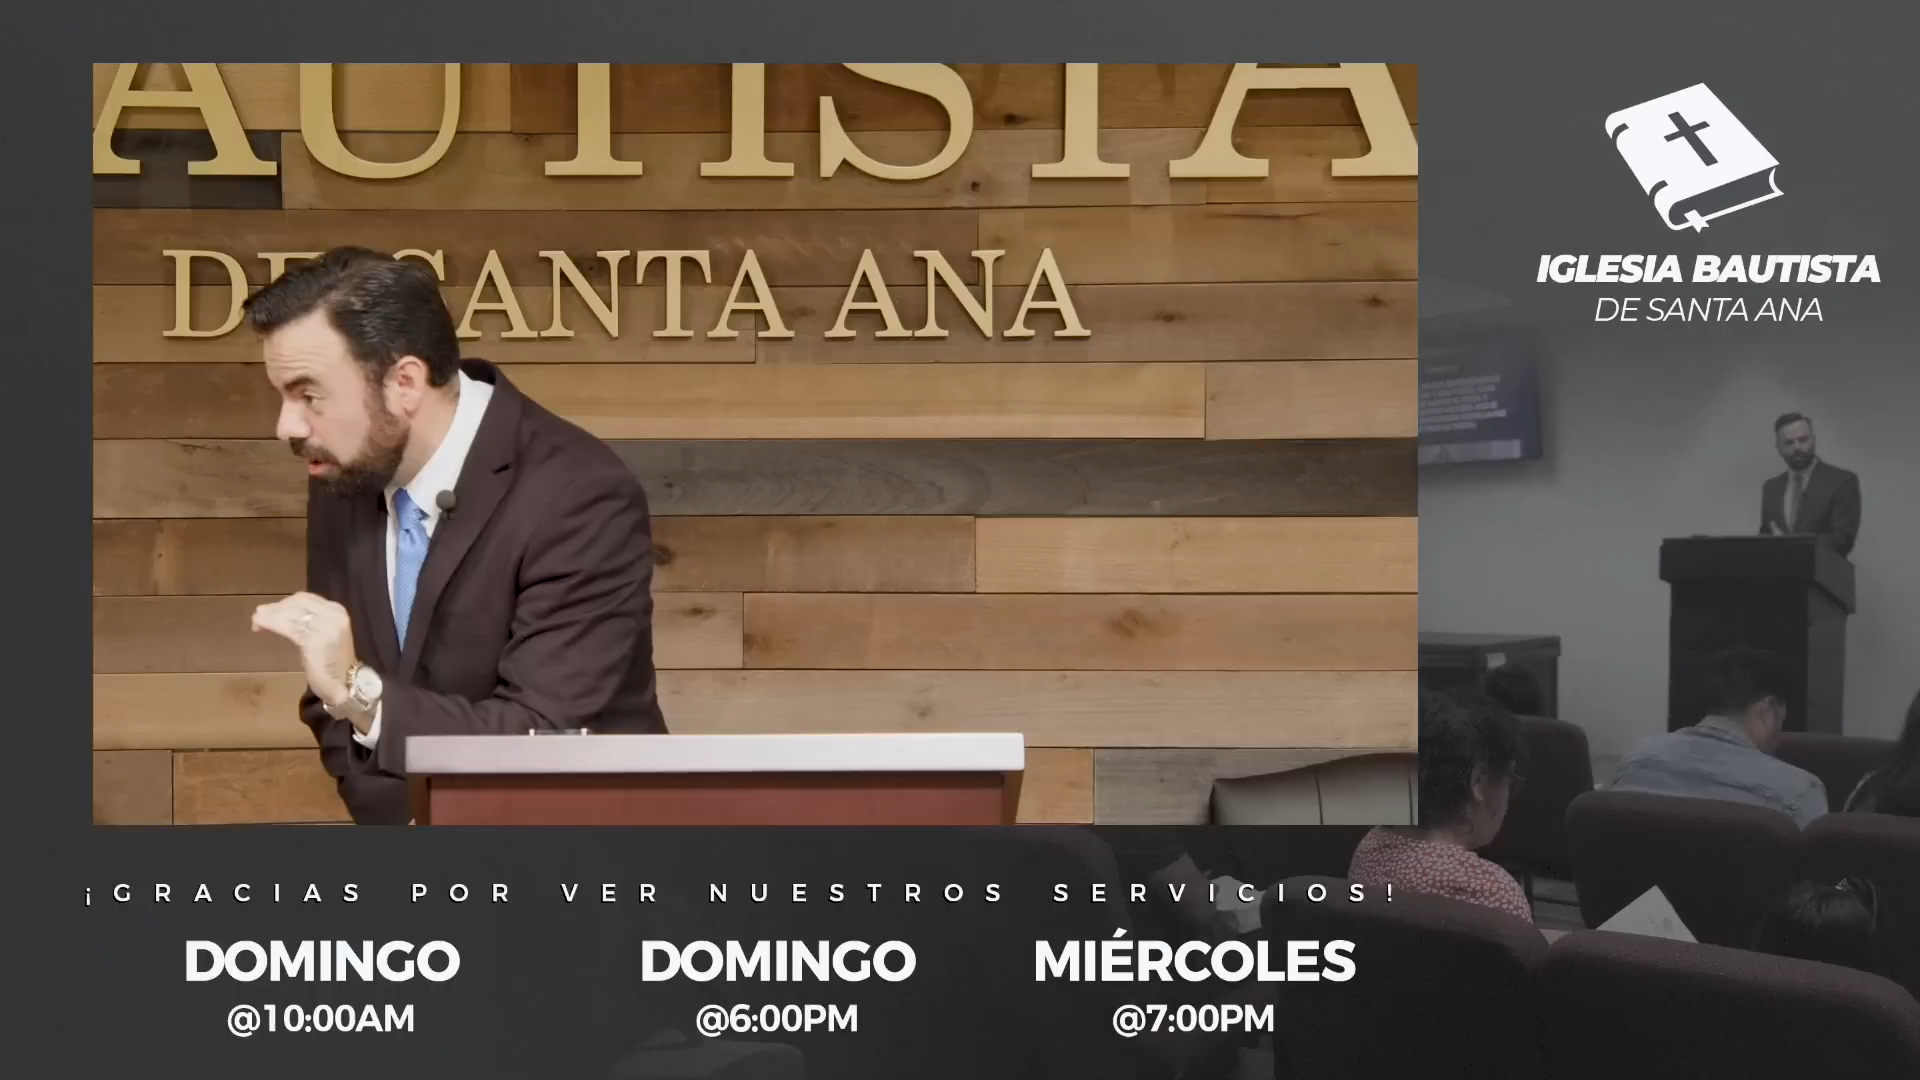 AUTISTA
DE SANTA ANA
IGLESIA BAUTISTA
DE SANTA ANA
¡GRACIAS POR VER NUESTROS SERVICIOS!
DOMINGO
@10:00AM
DOMINGO
@6:00PM
MIÉRCOLES
@7:00PM